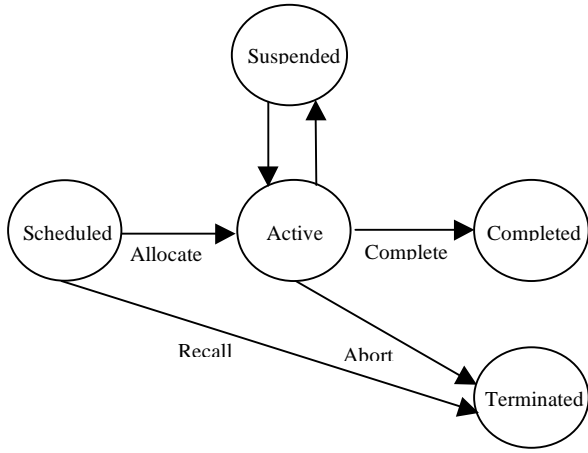 Suspended
Scheduled
Active
Completed
Allocate
Complete
Recall
Abort
Terminated